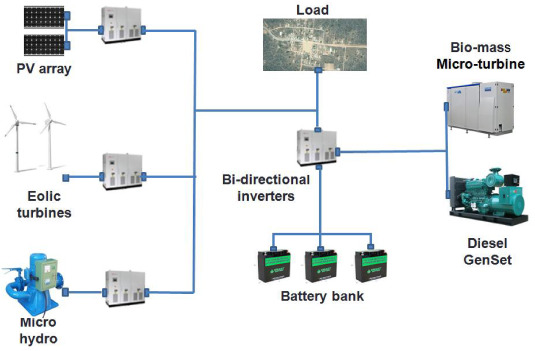 Load
PV array
Bio-mass
Micro-turbine
Eolic
turbines
Bi-directional
inverters
Diesel
GenSet
Battery bank
Micro
hydro